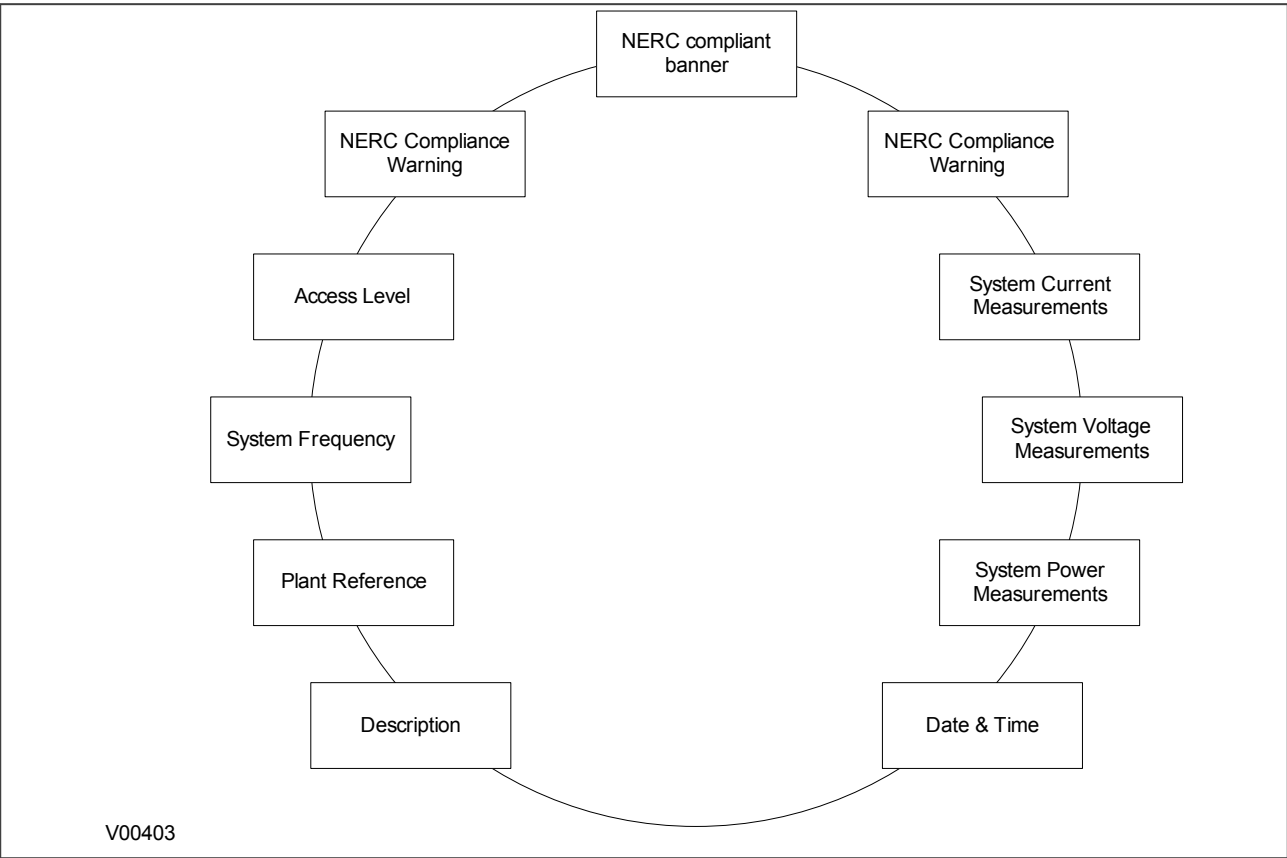 NERC compliant
banner
NERC Compliance
Warning
NERC Compliance
Warning
Access Level
System Current
Measurements
System Frequency
System Voltage
Measurements
Plant Reference
System Power
Measurements
Description
Date & Time
V00403